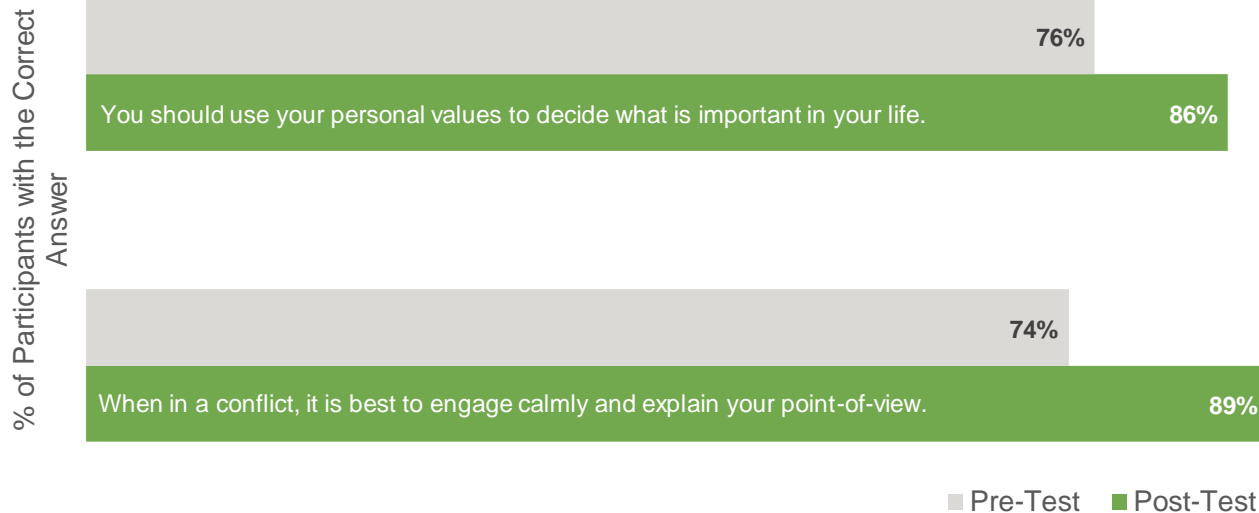 % of Participants with the Correct
Answer
76%
You should use your personal values to decide what is important in your life.
86%
74%
When in a conflict, it is best to engage calmly and explain your point-of-view.
89%
Pre-Test
Post-Test